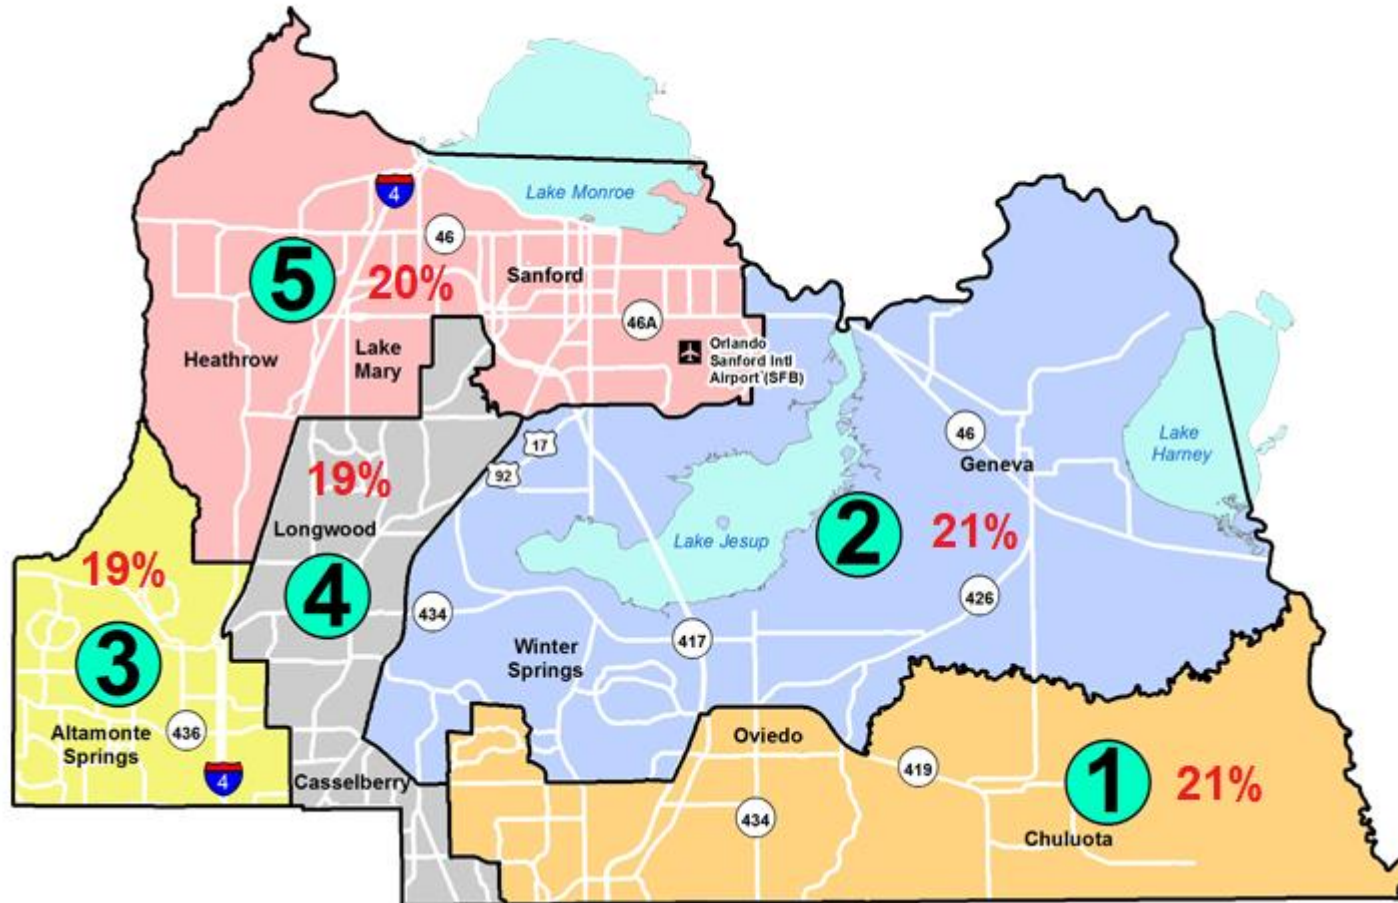 Lake Monroe
4
46
5
20%
Sanford
46A
Heathrow
Lake
Mary
Orlando
Sanford Intl
Airport (SFB)
17
92
46
Geneva
Lake
Harney
19%
Longwood
4
Lake Jesup
2
21%
19%
3
434
417
426
Winter
Springs
Altamonte
Springs
436
4
Casselberry
Oviedo
419
434
1
21%
Chuluota